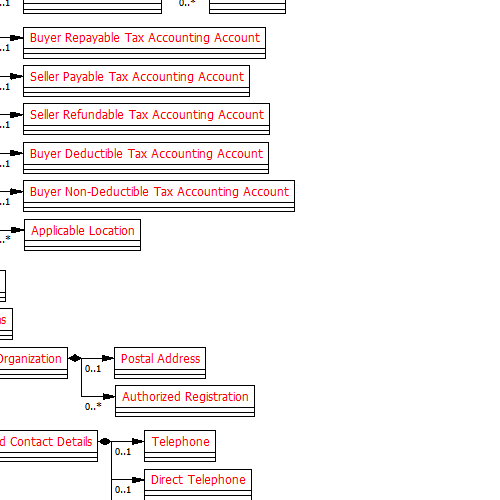 ..1 0..*
Buyer Repayable Tax Accounting Account
..1
Seller Payable Tax Accounting Account
..1
Seller Refundable Tax Accounting Account
..1
Buyer Deductible Tax Accounting Account
..1
Buyer Non-Deductible Tax Accounting Account
..1
Applicable Location
..*
Organization Postal Address
0..1
Authorized Registration
0..*
d Contact Details Telephone
0..1
Direct Telephone
0..1